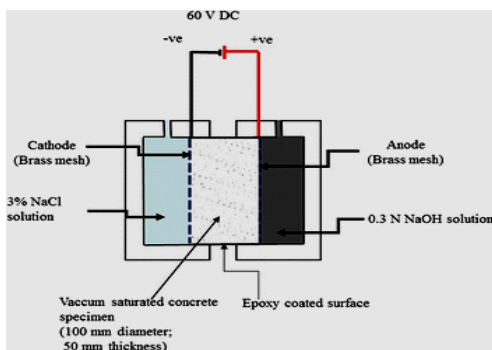 60 V DC
-ve
+ve
Cathode
(Brass mesh)
Anode
(Brass mesh)
3% NaCl
solution
0.3 N NaOH solution
Vaccum saturated concrete
specimen
(100 mm diameter;
50 mm thickness)
Epoxy coated surface